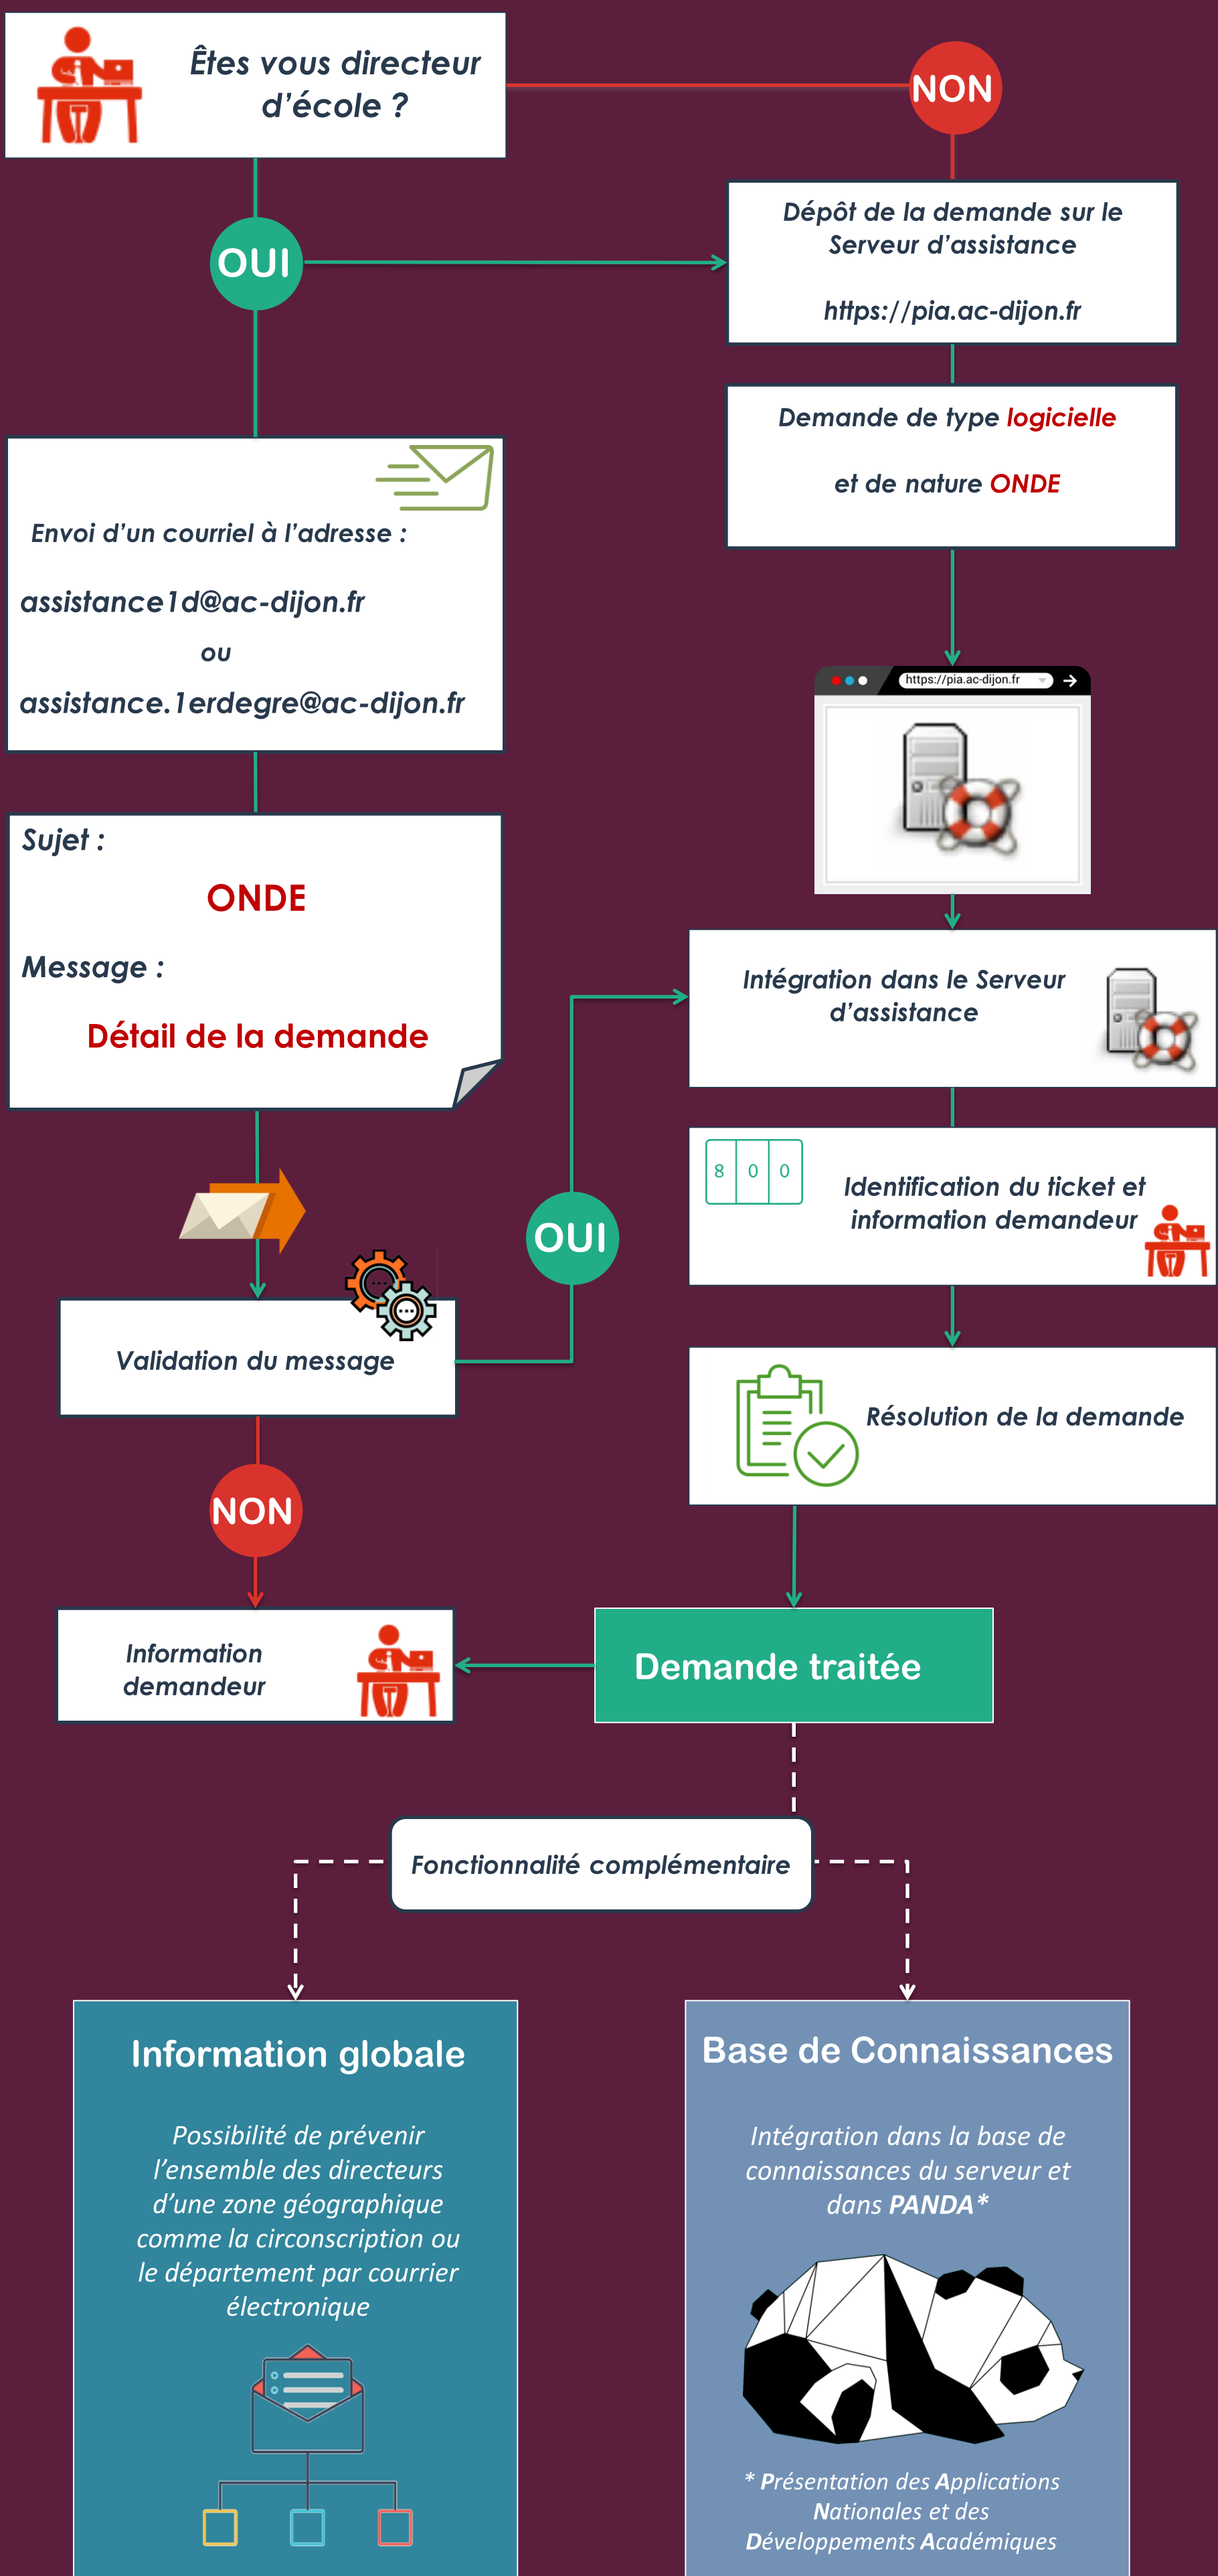 Êtes vous directeur
d'école ?
NON
OUI
Dépôt de la demande sur le
Serveur d'assistance
https://pia.ac-dijon.fr
Demande de type logicielle
et de nature ONDE
Envoi d'un courriel à l'adresse :
assistance1d@ac-dijon.fr
ou
assistance.1erdegre@ac-dijon.fr
https://pia.ac-dijon.fr
Sujet :
ONDE
Message :
Détail de la demande
Intégration dans le Serveur
d'assistance
8 0 0
Identification du ticket et
information demandeur
OUI
Validation du message
Résolution de la demande
NON
Information
demandeur
Demande traitée
Fonctionnalité complémentaire
Information globale
Possibilité de prévenir
l'ensemble des directeurs
d'une zone géographique
comme la circonscription ou
le département par courrier
électronique
Base de Connaissances
Intégration dans la base de
connaissances du serveur et
dans PANDA*
* Présentation des Applications
Nationales et des
Développements Académiques